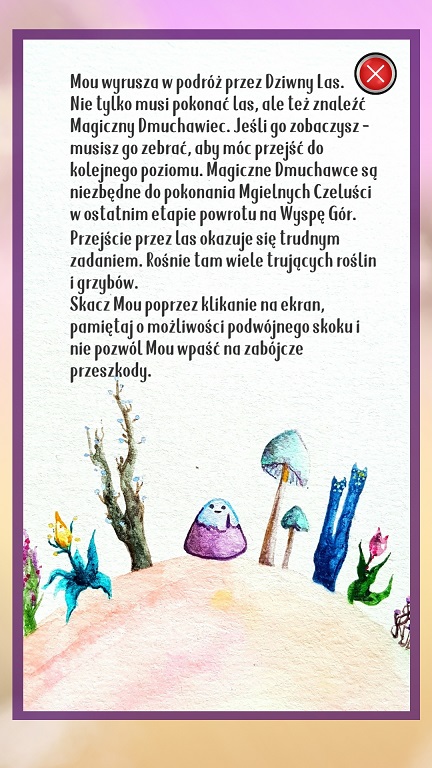 Mou wyrusza w podróż przez Dziwny Las.
Nie tylko musi pokonać las, ale też znaleźć
Magiczny Dmuchawiec. Jeśli go zobaczysz -
musisz go zebrać, aby móc przejść do
kolejnego poziomu. Magiczne Dmuchawce są
niezbędne do pokonania Mgielnych Czeluści
w ostatnim etapie powrotu na Wyspę Gór.
Przejście przez las okazuje się trudnym
zadaniem. Rośnie tam wiele trujących roślin
i grzybów.
Skacz Mou poprzez klikanie na ekran,
pamiętaj o możliwości podwójnego skoku i
nie pozwól Mou wpaść na zabójcze
przeszkody.